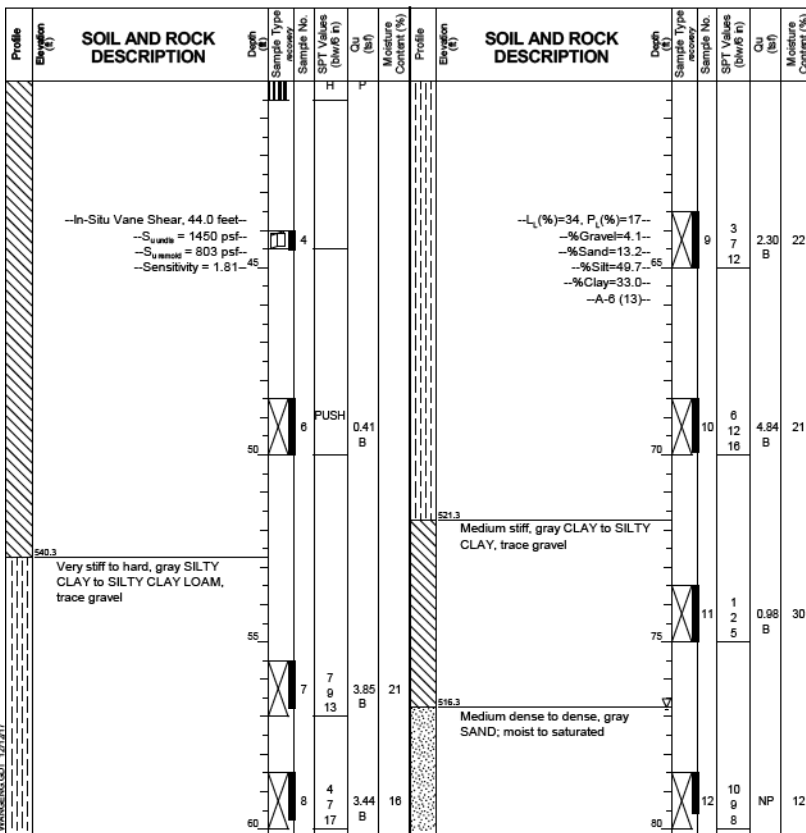 Profile
Elevation (ft)
SOIL AND ROCK DESCRIPTION
Depth (ft)
Sample Type
recovery
Sample No.
SPT Values (blw/6 in)
Qu (tsf)
Moisture Content (%)
H P
--In-Situ Vane Shear, 44.0 feet--
--Su undis = 1450 psf--
--Su remold = 803 psf--
--Sensitivity = 1.81--
4
45
PUSH
6
0.41
B
50
540.3
Very stiff to hard, gray SILTY
CLAY to SILTY CLAY LOAM,
trace gravel
55
7
7
9
13
3.85
B
21
8
4
7
17
3.44
B
16
60
Profile
Elevation (ft)
SOIL AND ROCK DESCRIPTION
Depth (ft)
Sample Type
recovery
Sample No.
SPT Values (blw/6 in)
Qu (tsf)
Moisture Content (%)
--LL(%)=34, PL(%)=17--
--%Gravel=4.1--
--%Sand=13.2--
--%Silt=49.7--
--%Clay=33.0--
--A-6 (13)--
65
9
3
7
12
2.30
B
22
10
6
12
16
4.84
B
21
70
521.3
Medium stiff, gray CLAY to SILTY
CLAY, trace gravel
11
1
2
5
0.98
B
30
75
516.3
Medium dense to dense, gray
SAND; moist to saturated
12
10
9
8
NP
12
80